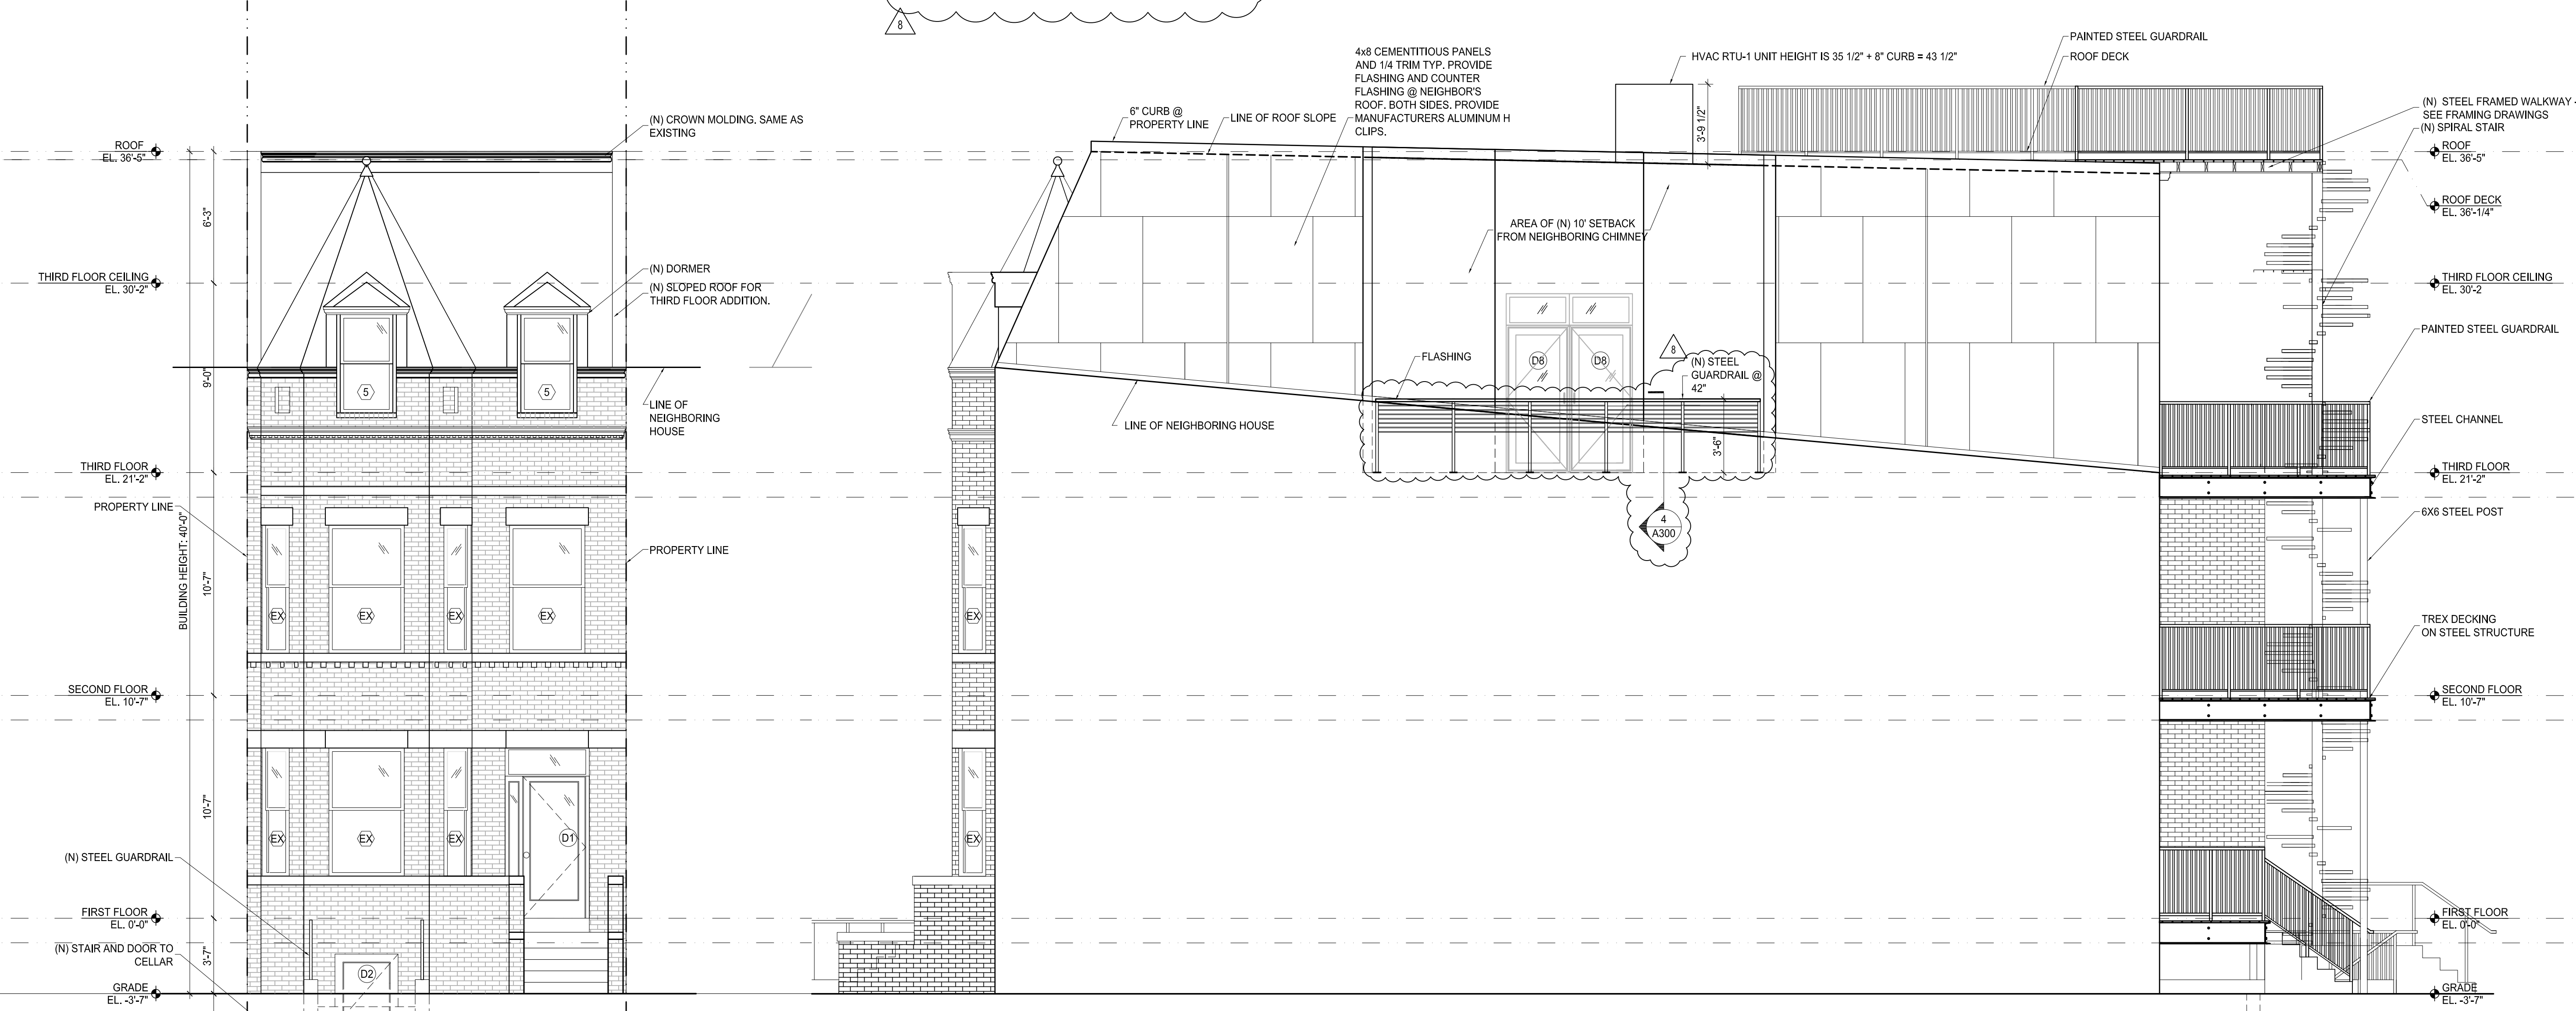 8
(N) CROWN MOLDING. SAME AS
EXISTING
ROOF
EL. 36'-5"
6'-3"
THIRD FLOOR CEILING
EL. 30'-2"
(N) DORMER
(N) SLOPED ROOF FOR
THIRD FLOOR ADDITION.
9'-0"
5
5
LINE OF
NEIGHBORING
HOUSE
THIRD FLOOR
EL. 21'-2"
PROPERTY LINE
BUILDING HEIGHT: 40'-0"
10'-7"
PROPERTY LINE
EX
EX
EX
EX
SECOND FLOOR
EL. 10'-7"
10'-7"
EX
EX
EX
D1
(N) STEEL GUARDRAIL
FIRST FLOOR
EL. 0'-0"
(N) STAIR AND DOOR TO
CELLAR
3'-7"
D2
GRADE
EL. -3'-7"
6" CURB @
PROPERTY LINE
LINE OF ROOF SLOPE
4x8 CEMENTITIOUS PANELS
AND 1/4 TRIM TYP. PROVIDE
FLASHING AND COUNTER
FLASHING @ NEIGHBOR'S
ROOF. BOTH SIDES. PROVIDE
MANUFACTURERS ALUMINUM H
CLIPS.
HVAC RTU-1 UNIT HEIGHT IS 35 1/2" + 8" CURB = 43 1/2"
3'-9 1/2"
PAINTED STEEL GUARDRAIL
ROOF DECK
(N) STEEL FRAMED WALKWAY -
SEE FRAMING DRAWINGS
(N) SPIRAL STAIR
ROOF
EL. 36'-5"
ROOF DECK
EL. 36'-1/4"
AREA OF (N) 10' SETBACK
FROM NEIGHBORING CHIMNEY
THIRD FLOOR CEILING
EL. 30'-2
PAINTED STEEL GUARDRAIL
D8
D8
8
FLASHING
(N) STEEL
GUARDRAIL @
42"
3'-6"
LINE OF NEIGHBORING HOUSE
STEEL CHANNEL
THIRD FLOOR
EL. 21'-2"
4
A300
6X6 STEEL POST
EX
TREX DECKING
ON STEEL STRUCTURE
SECOND FLOOR
EL. 10'-7"
EX
FIRST FLOOR
EL. 0'-0"
GRADE
EL. -3'-7"